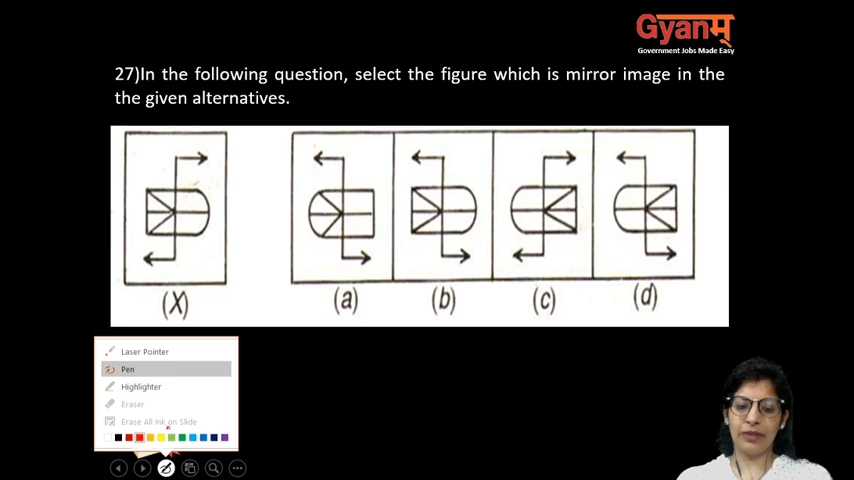 Gyanम्
Government Jobs Made Easy
27)In the following question, select the figure which is mirror image in the
the given alternatives.
(X) (a) (b) (c) (d)
Laser Pointer
Pen
Highlighter
Eraser
Erase All Ink on Slide